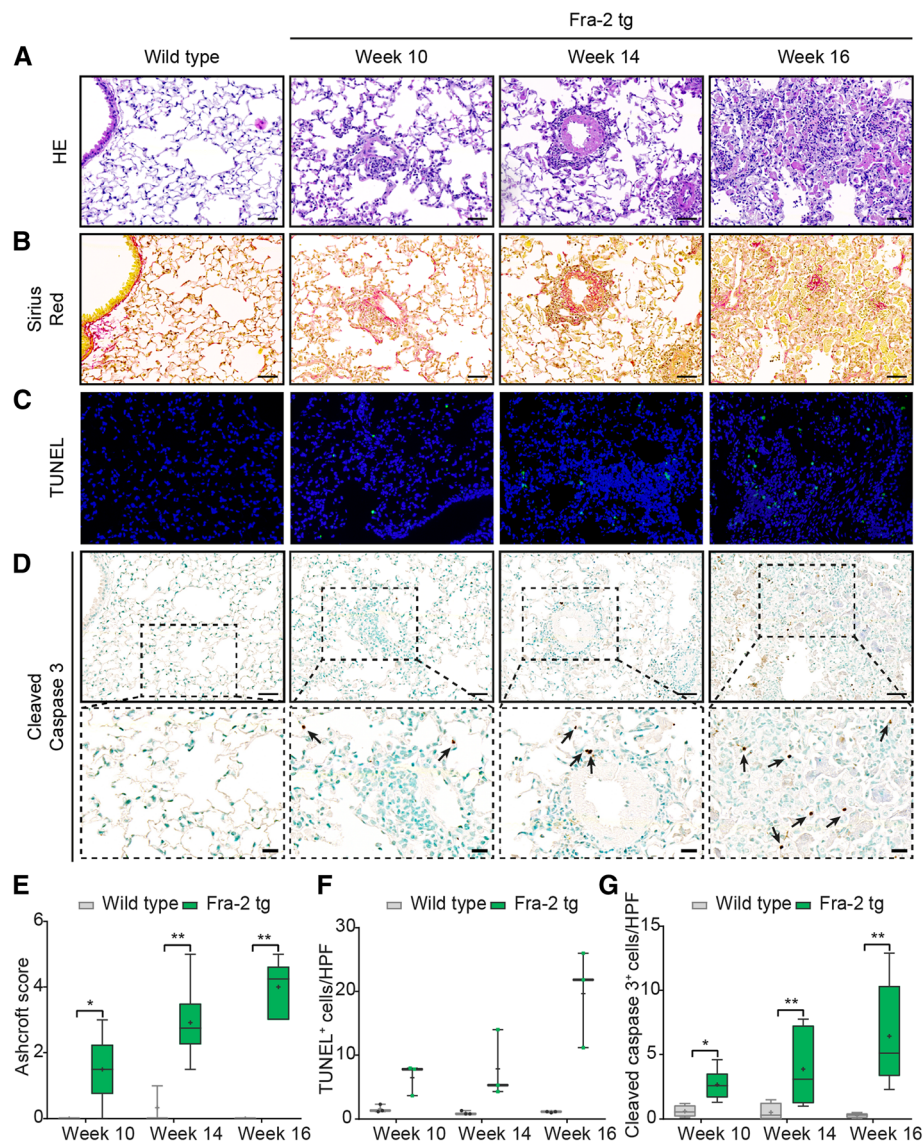 Fra-2 tg
A
Wild type
Week 10
Week 14
Week 16
HE
B
Sirius
Red
C
TUNEL
D
Cleaved
Caspase 3
E
Wild type
Fra-2 tg
Ashcroft score
6
4
2
0
*
**
**
Week 10
Week 14
Week 16
F
Wild type
Fra-2 tg
TUNEL+ cells/HPF
30
20
10
0
Week 10
Week 14
Week 16
G
Wild type
Fra-2 tg
Cleaved caspase 3+ cells/HPF
15
10
5
0
*
**
**
Week 10
Week 14
Week 16